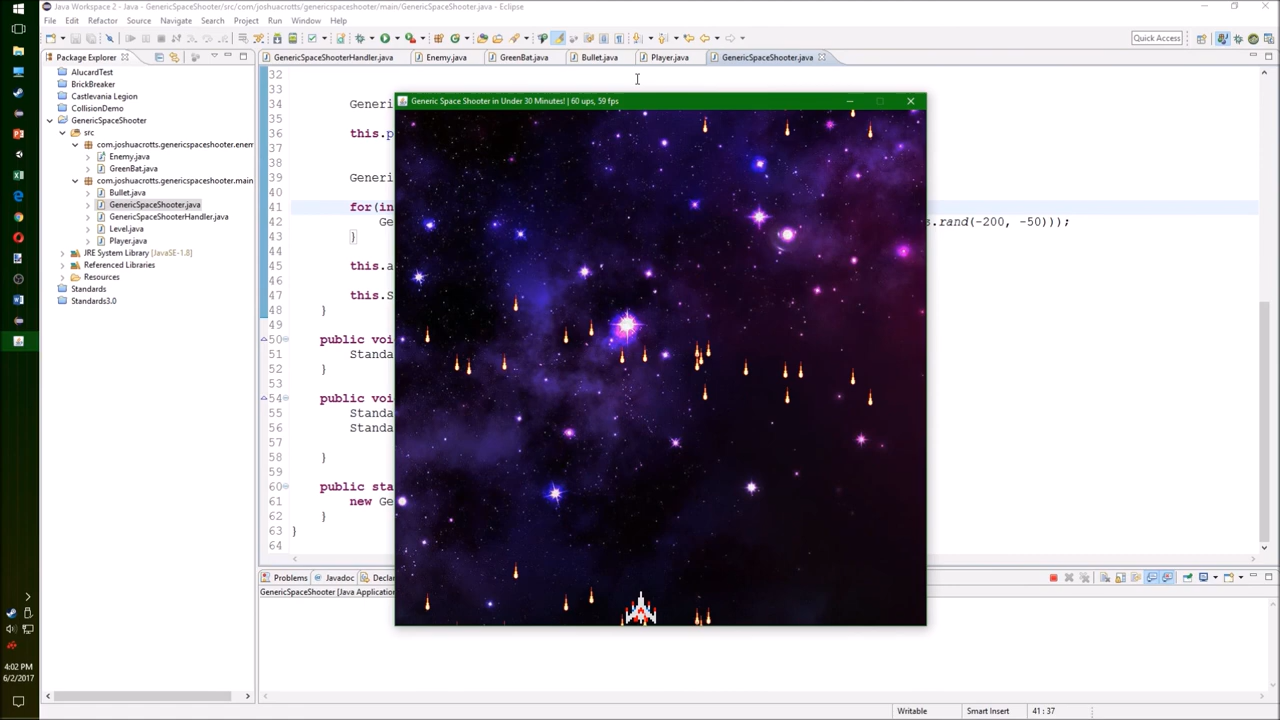 Java Workspace 2 - Java - GenericSpaceShooter/src/com/joshuacrotts/genericspaceshooter/main/GenericSpaceShooter.java - Eclipse
File Edit Refactor Source Navigate Search Project Run Window Help
Quick Access
Package Explorer
GenericSpaceShooterHandler.java Enemy.java GreenBat.java Bullet.java Player.java GenericSpaceShooter.java
AlucardTest
BrickBreaker
Castlevania Legion
CollisionDemo
GenericSpaceShooter
src
com.joshuacrotts.genericspaceshooter.enem
Enemy.java
GreenBat.java
com.joshuacrotts.genericspaceshooter.main
Bullet.java
GenericSpaceShooter.java
GenericSpaceShooterHandler.java
Level.java
Player.java
JRE System Library [JavaSE-1.8]
Referenced Libraries
Resources
Standards
Standards3.0
Generic Space Shooter in Under 30 Minutes! | 60 ups, 59 fps
32
33
34 Generi
35
36 this.p
37
38
39 Generi
40
41 for(in
42 Ge s.rand(-200, -50)));
43 }
44
45 this.a
46
47 this.S
48 }
49
50 public voi
51 Standa
52 }
53
54 public voi
55 Standa
56 Standa
57
58 }
59
60 public sta
61 new Ge
62 }
63 }
64
Problems Javadoc Declar
GenericSpaceShooter [Java Applicatio
Writable Smart Insert 41 : 37
4:02 PM
6/2/2017